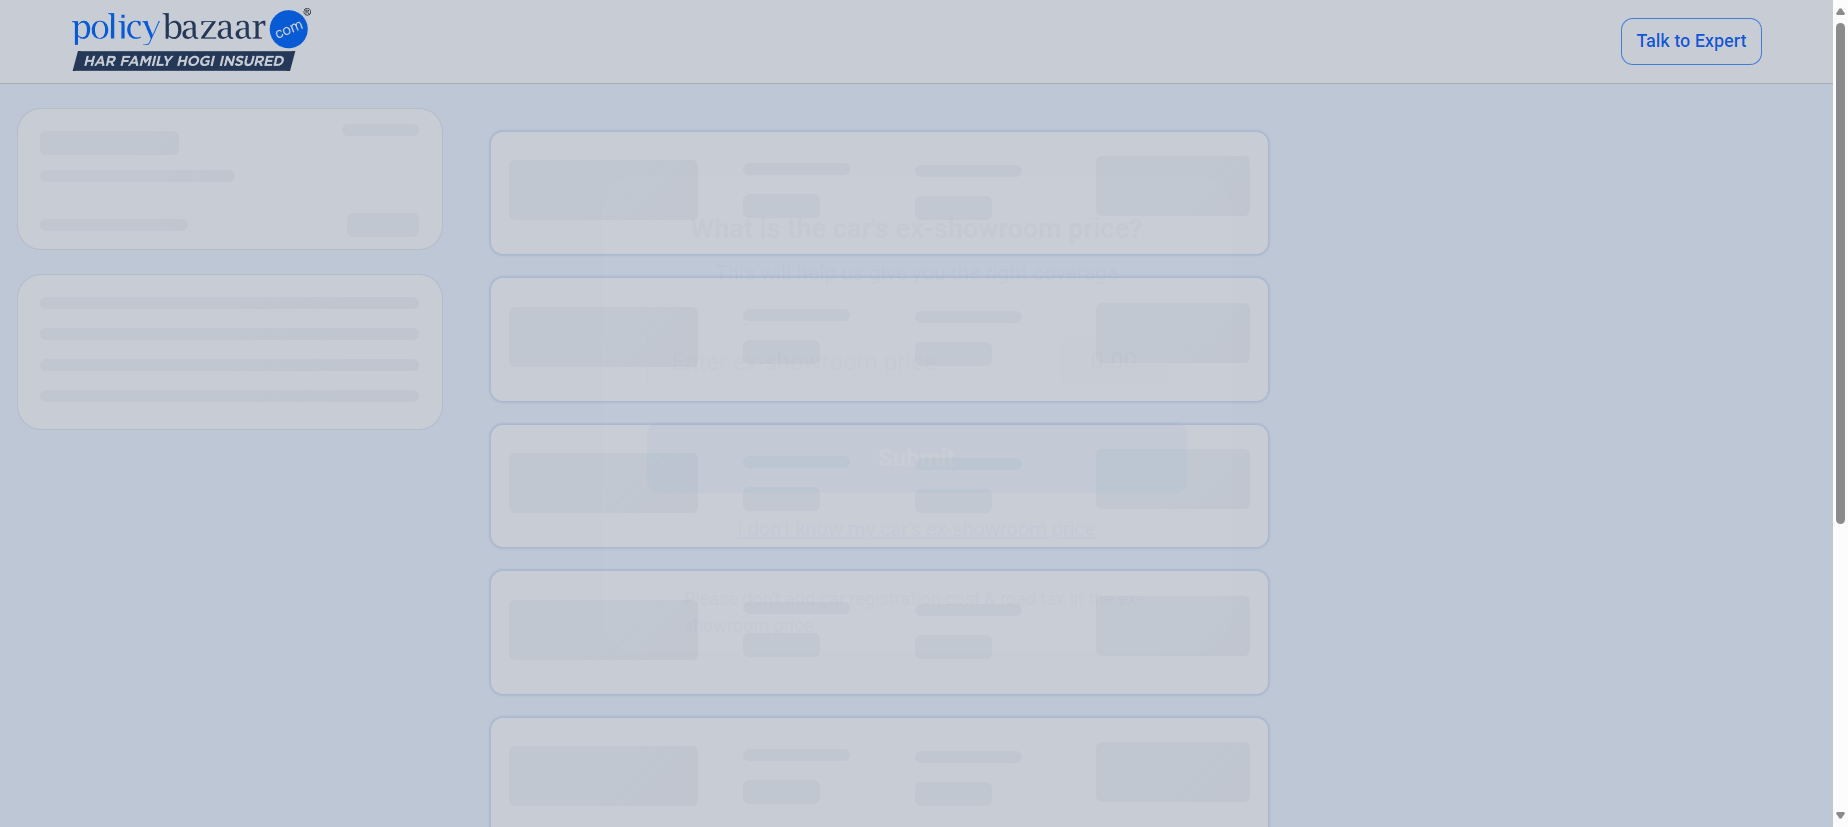 policybazaar com ®
HAR FAMILY HOGI INSURED
Talk to Expert
What is the car's ex-showroom price?
This will help us give you the right coverage
Enter ex-showroom price
0.00
Submit
I don't know my car's ex-showroom price
Please don't add car registration cost & road tax in the ex-
showroom price